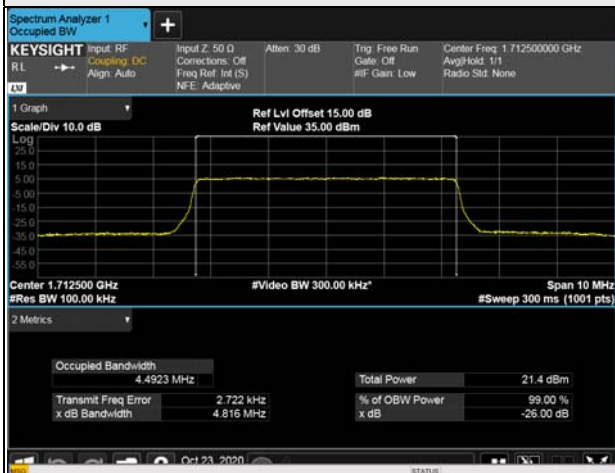 Spectrum Analyzer 1
Occupied BW
KEYSIGHT
RL
Input: RF
Coupling: DC
Align: Auto
Input Z: 50 Ω
Corrections: Off
Freq Ref: Int (S)
NFE: Adaptive
Atten: 30 dB
Trig: Free Run
Gate: Off
#IF Gain: Low
Center Freq: 1.712500000 GHz
Avg|Hold: 1/1
Radio Std: None
LXI
1 Graph
Scale/Div 10.0 dB
Ref Lvl Offset 15.00 dB
Ref Value 35.00 dBm
Log
25.0
15.0
5.00
-5.00
-15.0
-25.0
-35.0
-45.0
-55.0
Center 1.712500 GHz
#Res BW 100.00 kHz
#Video BW 300.00 kHz*
Span 10 MHz
#Sweep 300 ms (1001 pts)
2 Metrics
Occupied Bandwidth
4.4923 MHz
Total Power 21.4 dBm
Transmit Freq Error 2.722 kHz
% of OBW Power 99.00 %
x dB Bandwidth 4.816 MHz
x dB -26.00 dB
Oct 23, 2020
MSG
STATUS